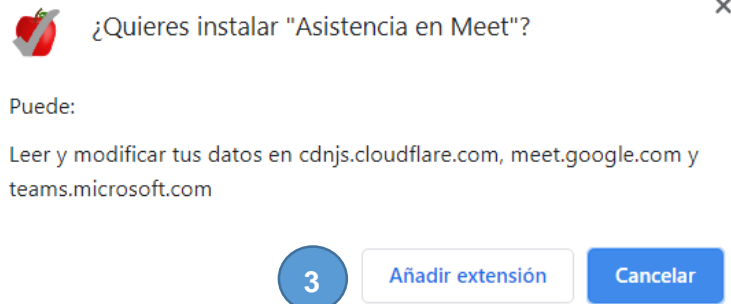 ¿Quieres instalar "Asistencia en Meet"?
Puede:
Leer y modificar tus datos en cdnjs.cloudflare.com, meet.google.com y
teams.microsoft.com
3 Añadir extensión Cancelar